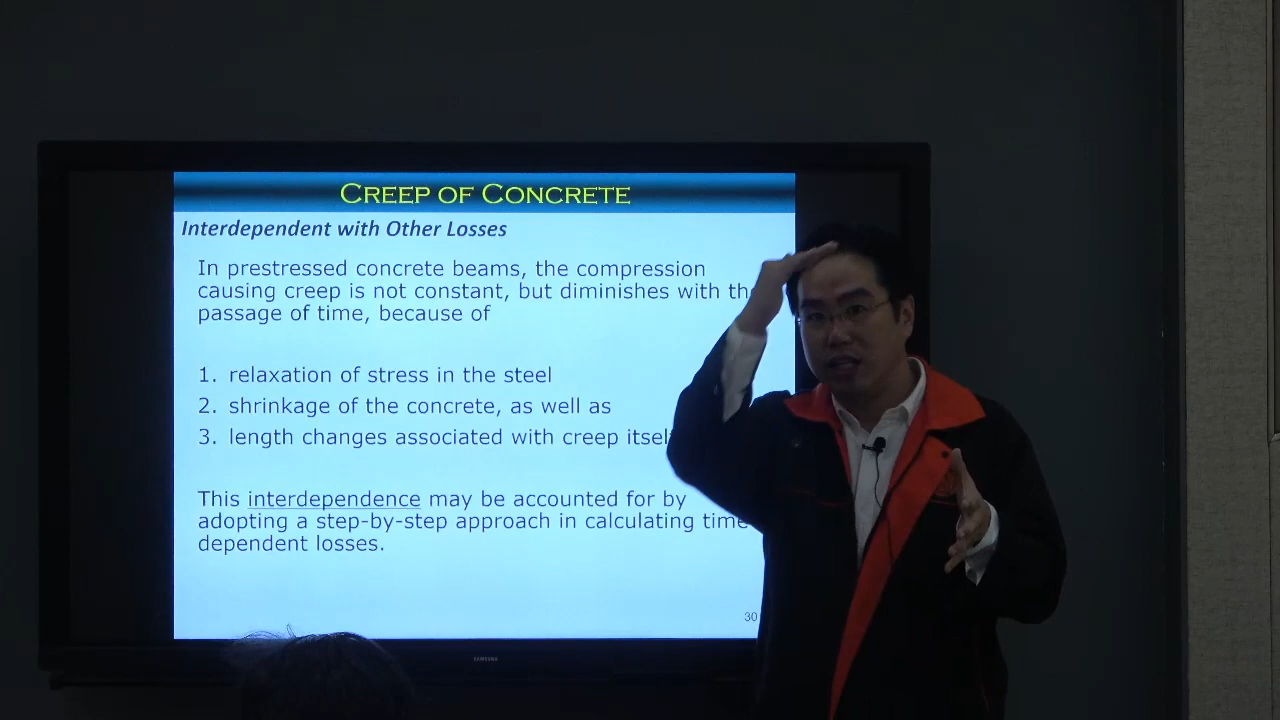 CREEP OF CONCRETE
Interdependent with Other Losses
In prestressed concrete beams, the compression
causing creep is not constant, but diminishes with the
passage of time, because of
1. relaxation of stress in the steel
2. shrinkage of the concrete, as well as
3. length changes associated with creep itself
This interdependence may be accounted for by
adopting a step-by-step approach in calculating time
dependent losses.
30
SAMSUNG